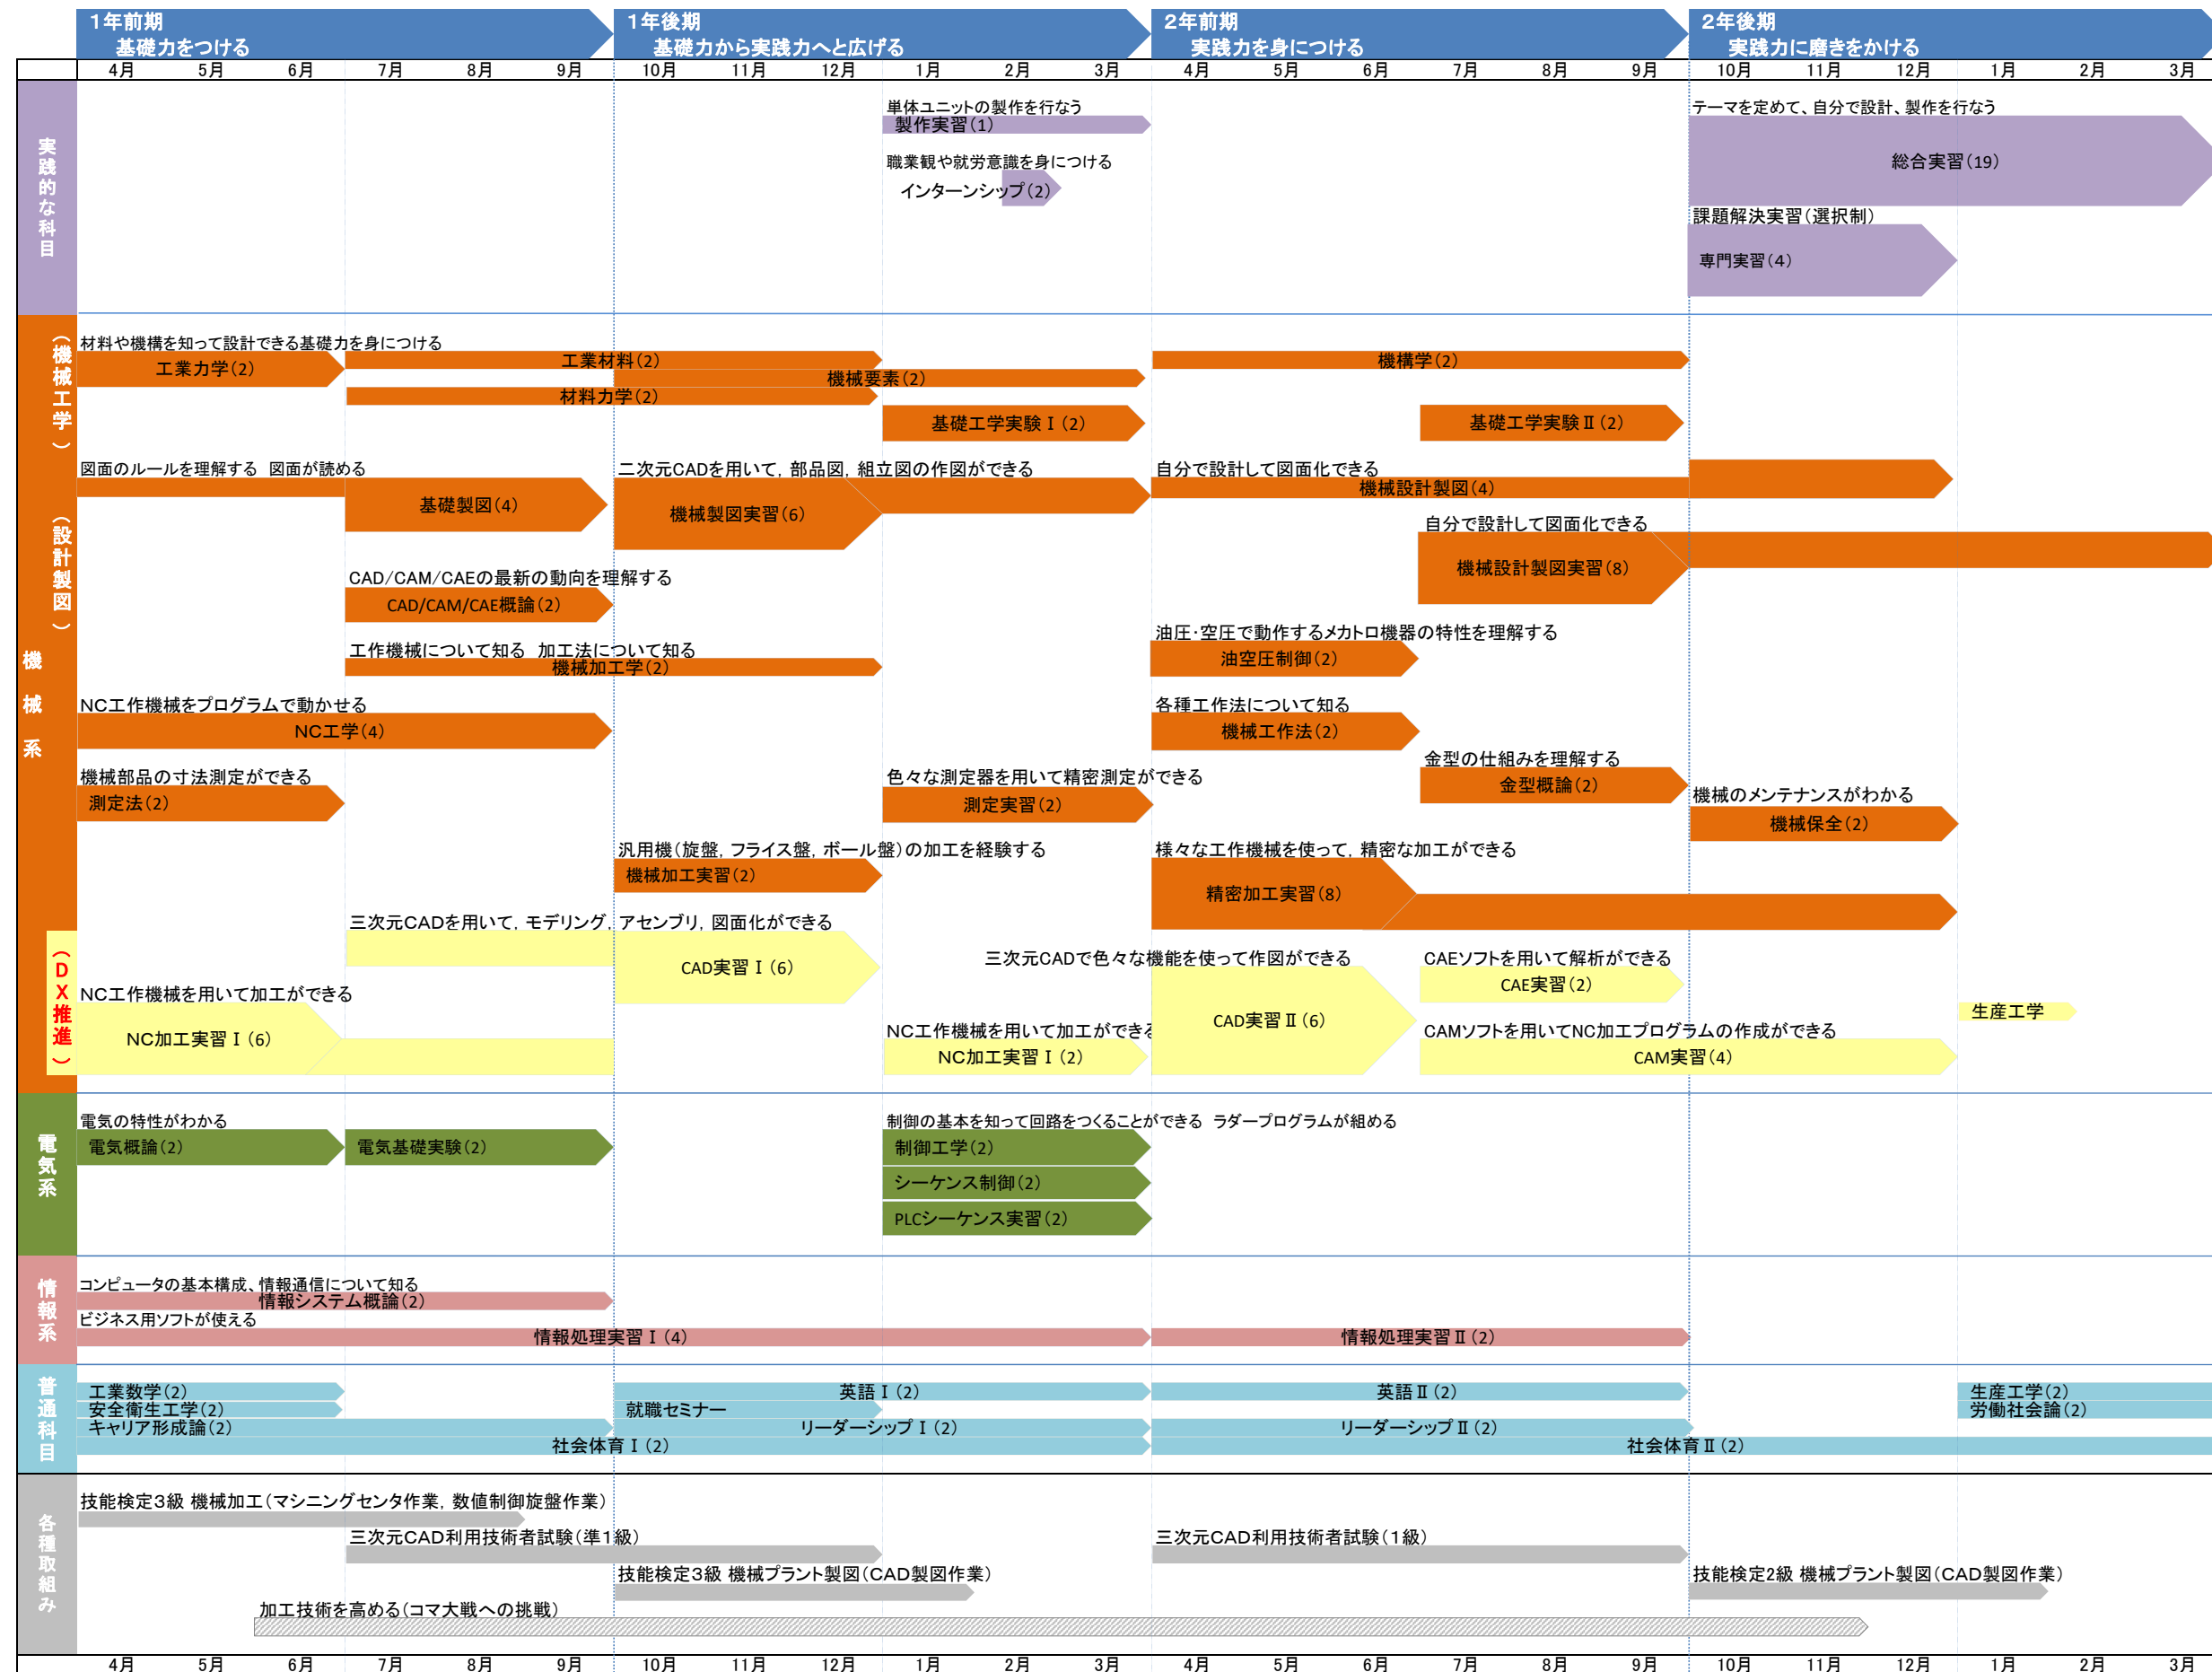 1年前期
基礎力をつける
1年後期
基礎力から実践力へと広げる
2年前期
実践力を身につける
2年後期
実践力に磨きをかける
4月 5月 6月 7月 8月 9月 10月 11月 12月 1月 2月 3月 4月 5月 6月 7月 8月 9月 10月 11月 12月 1月 2月 3月
実践的な科目
単体ユニットの製作を行なう
製作実習(1)
職業観や就労意識を身につける
インターンシップ(2)
テーマを定めて、自分で設計、製作を行なう
総合実習(19)
課題解決実習(選択制)
専門実習(4)
機械系
(機械工学)
材料や機構を知って設計できる基礎力を身につける
工業力学(2)
工業材料(2)
機械要素(2)
材料力学(2)
基礎工学実験Ⅰ(2)
機構学(2)
基礎工学実験Ⅱ(2)
(設計製図)
図面のルールを理解する 図面が読める
基礎製図(4)
二次元CADを用いて,部品図,組立図の作図ができる
機械製図実習(6)
自分で設計して図面化できる
機械設計製図(4)
自分で設計して図面化できる
機械設計製図実習(8)
CAD/CAM/CAEの最新の動向を理解する
CAD/CAM/CAE概論(2)
工作機械について知る 加工法について知る
機械加工学(2)
油圧・空圧で動作するメカトロ機器の特性を理解する
油空圧制御(2)
NC工作機械をプログラムで動かせる
NC工学(4)
各種工作法について知る
機械工作法(2)
金型の仕組みを理解する
金型概論(2)
機械部品の寸法測定ができる
測定法(2)
色々な測定器を用いて精密測定ができる
測定実習(2)
機械のメンテナンスがわかる
機械保全(2)
汎用機(旋盤,フライス盤,ボール盤)の加工を経験する
機械加工実習(2)
様々な工作機械を使って,精密な加工ができる
精密加工実習(8)
(DX推進)
三次元CADを用いて,モデリング,アセンブリ,図面化ができる
CAD実習Ⅰ(6)
三次元CADで色々な機能を使って作図ができる
CAD実習Ⅱ(6)
CAEソフトを用いて解析ができる
CAE実習(2)
生産工学
NC工作機械を用いて加工ができる
NC加工実習Ⅰ(6)
NC工作機械を用いて加工ができる
NC加工実習Ⅰ(2)
CAMソフトを用いてNC加工プログラムの作成ができる
CAM実習(4)
電気系
電気の特性がわかる
電気概論(2)
電気基礎実験(2)
制御の基本を知って回路をつくることができる ラダープログラムが組める
制御工学(2)
シーケンス制御(2)
PLCシーケンス実習(2)
情報系
コンピュータの基本構成、情報通信について知る
情報システム概論(2)
ビジネス用ソフトが使える
情報処理実習Ⅰ(4)
情報処理実習Ⅱ(2)
普通科目
工業数学(2)
英語Ⅰ(2)
英語Ⅱ(2)
生産工学(2)
安全衛生工学(2)
就職セミナー
労働社会論(2)
キャリア形成論(2)
リーダーシップⅠ(2)
リーダーシップⅡ(2)
社会体育Ⅰ(2)
社会体育Ⅱ(2)
各種取組み
技能検定3級 機械加工(マシニングセンタ作業,数値制御旋盤作業)
三次元CAD利用技術者試験(準1級)
三次元CAD利用技術者試験(1級)
技能検定3級 機械プラント製図(CAD製図作業)
技能検定2級 機械プラント製図(CAD製図作業)
加工技術を高める(コマ大戦への挑戦)
4月 5月 6月 7月 8月 9月 10月 11月 12月 1月 2月 3月 4月 5月 6月 7月 8月 9月 10月 11月 12月 1月 2月 3月